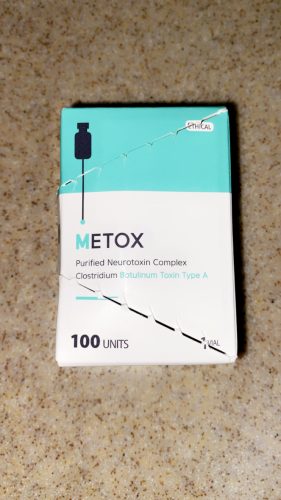 ETHICAL
METOX
Purified Neurotoxin Complex
Clostridium Botulinum Toxin Type A
100 UNITS
1 VIAL